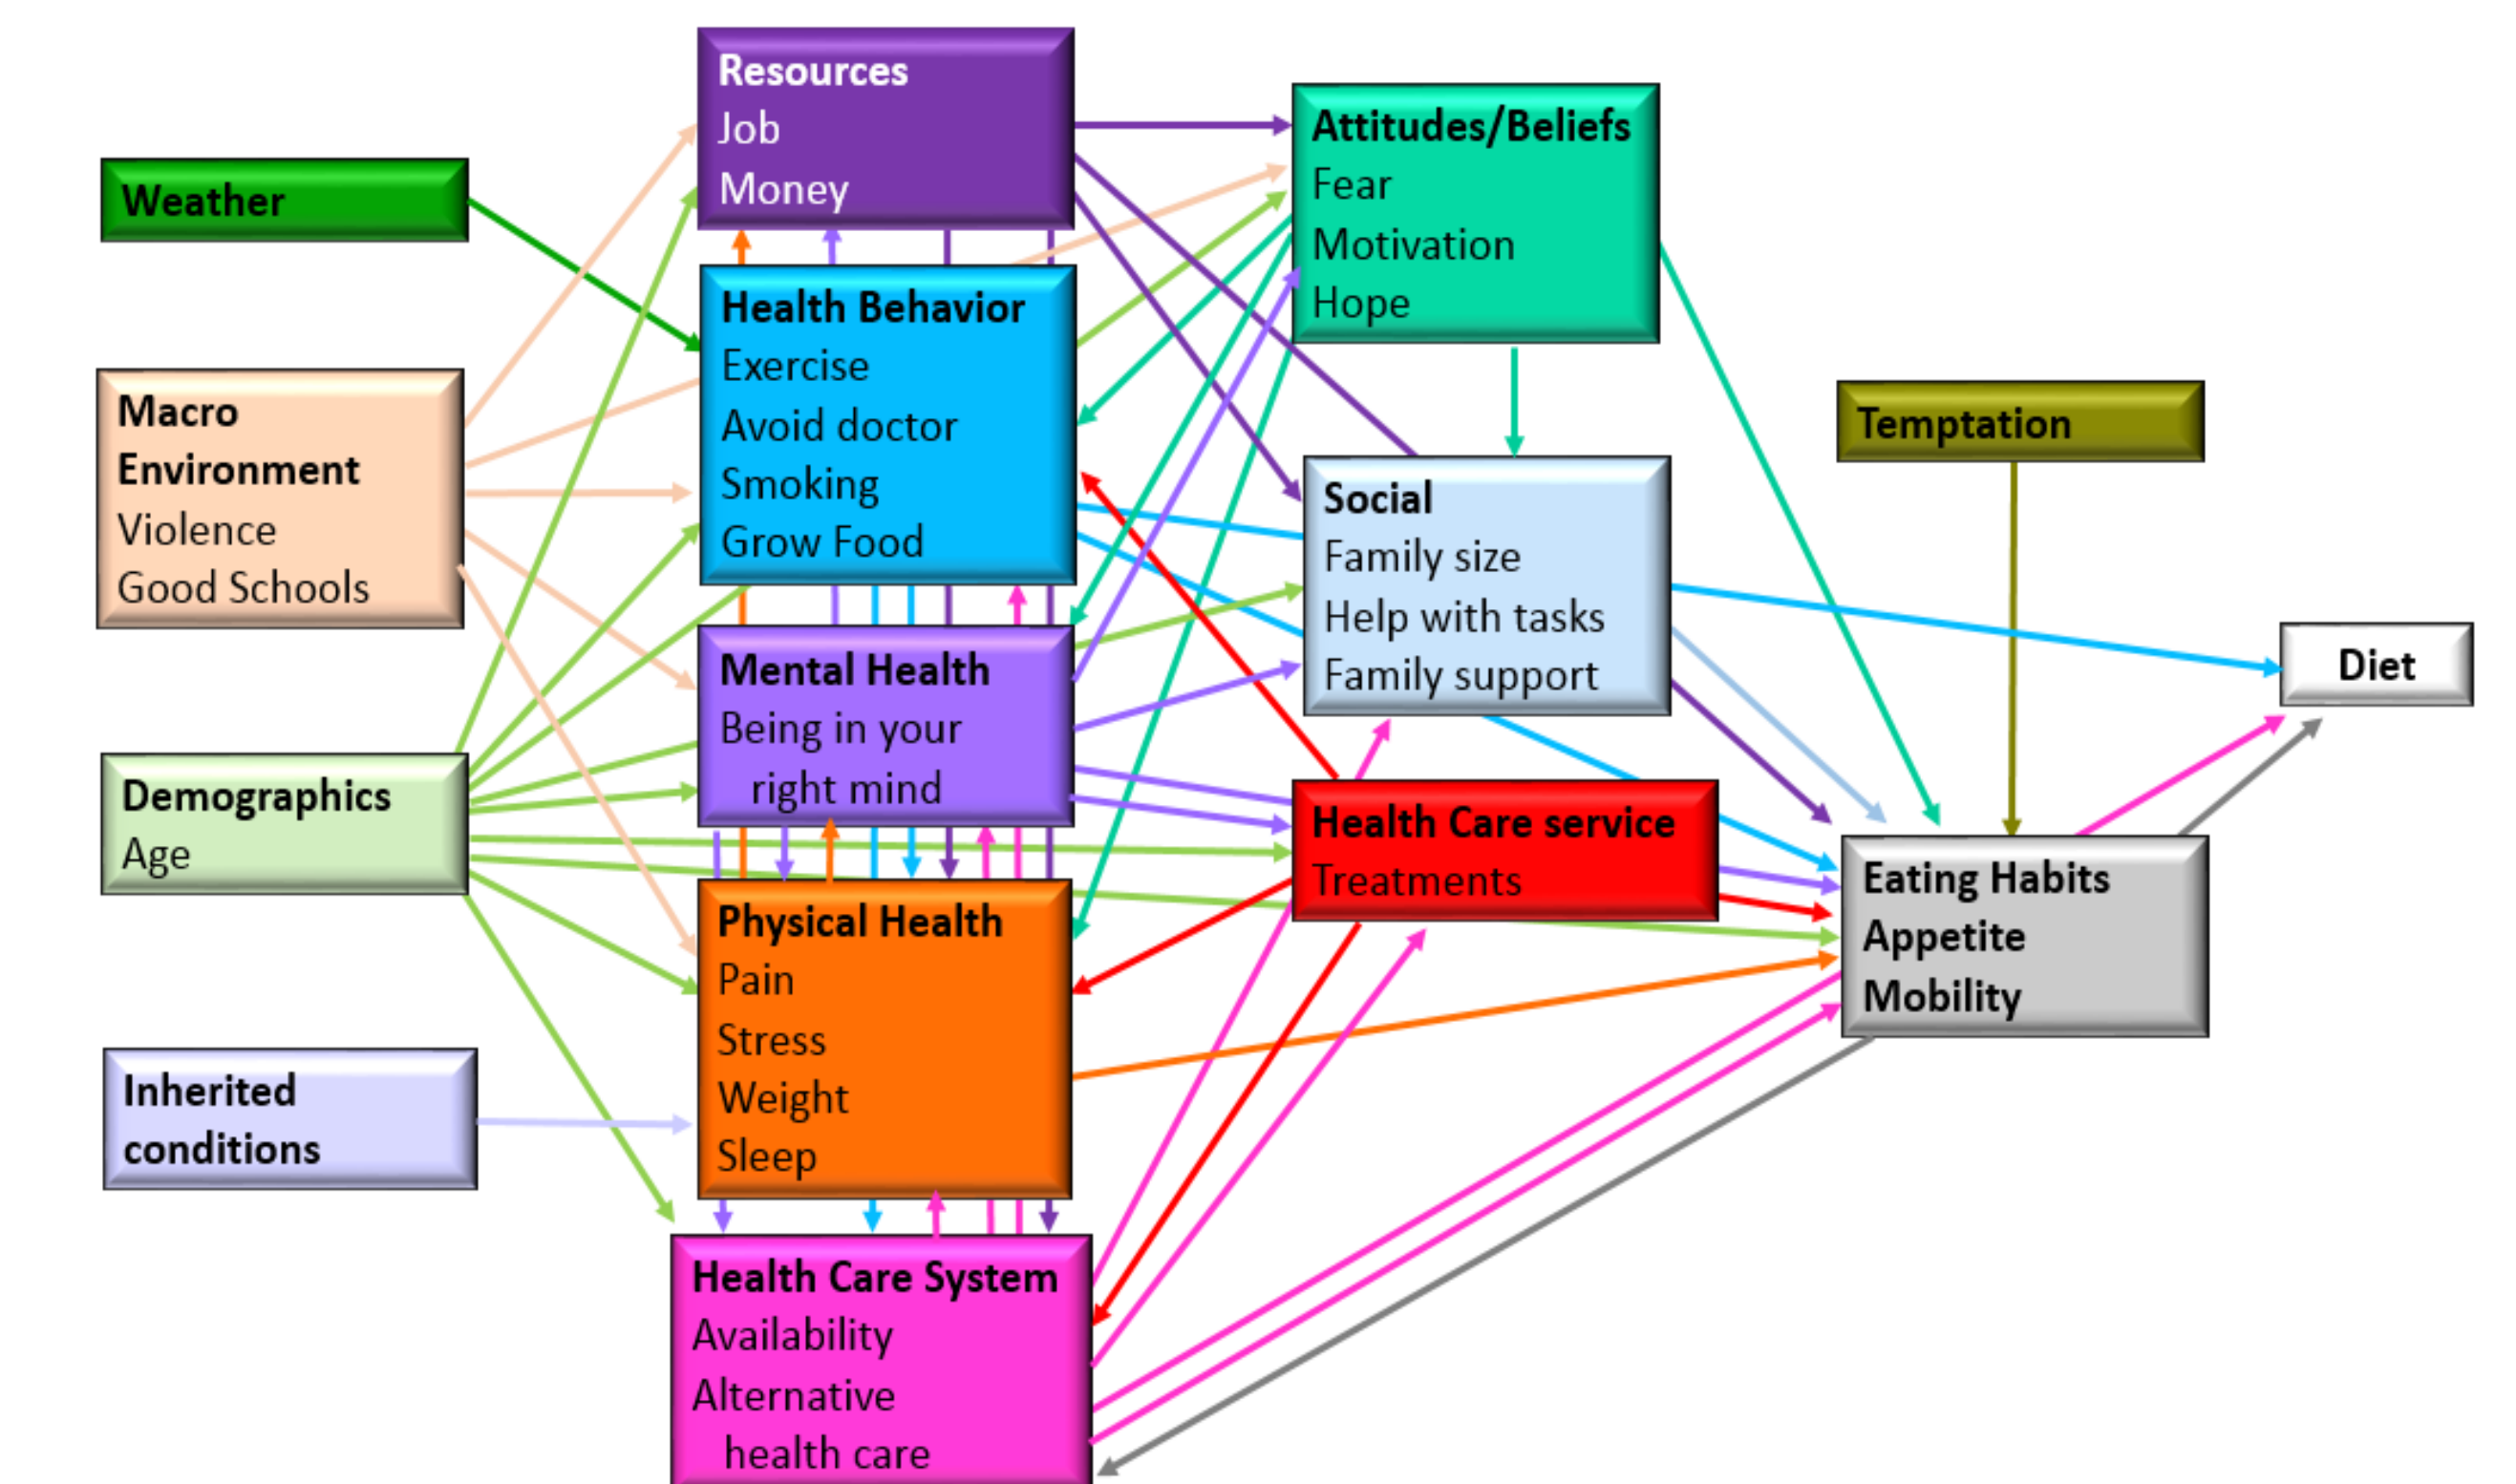 Resources
Job
Money
Attitudes/Beliefs
Fear
Motivation
Hope
Weather
Health Behavior
Exercise
Avoid doctor
Smoking
Grow Food
Macro
Environment
Violence
Good Schools
Temptation
Social
Family size
Help with tasks
Family support
Diet
Mental Health
Being in your
right mind
Demographics
Age
Health Care service
Treatments
Eating Habits
Appetite
Mobility
Physical Health
Pain
Stress
Weight
Sleep
Inherited
conditions
Health Care System
Availability
Alternative
health care